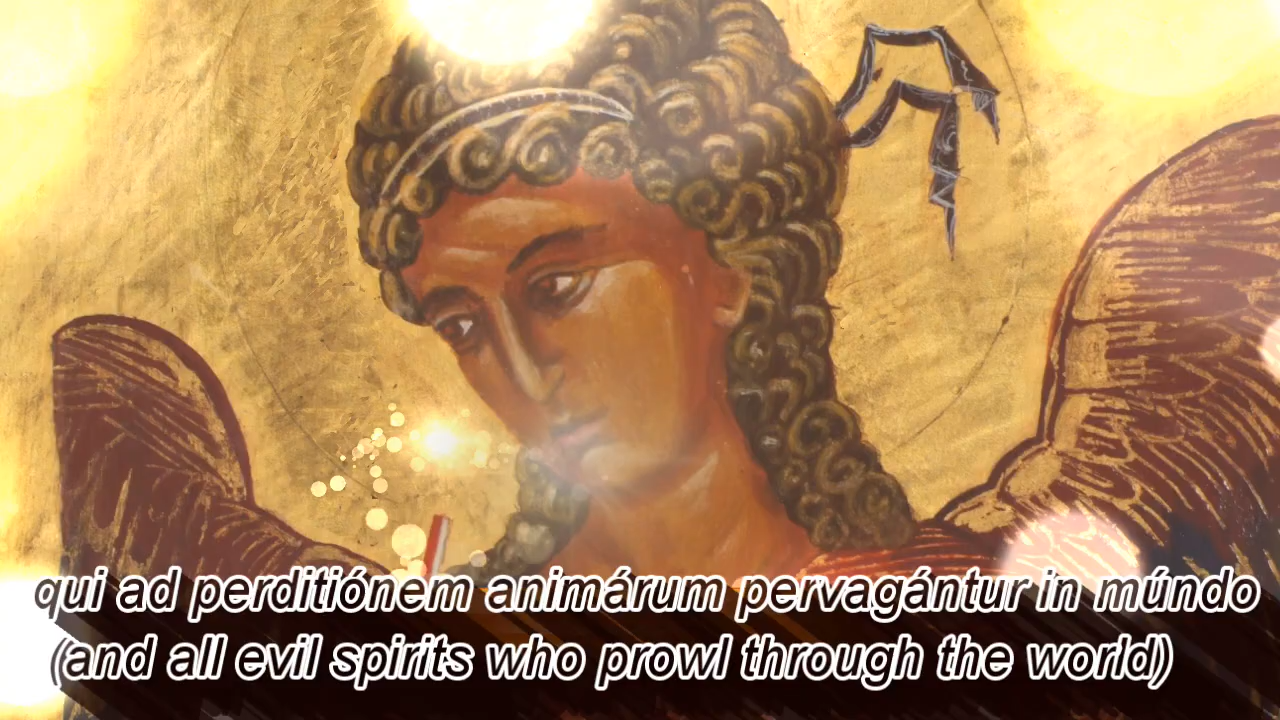 qui ad perditiónem animárum pervagántur in múndo
(and all evil spirits who prowl through the world)